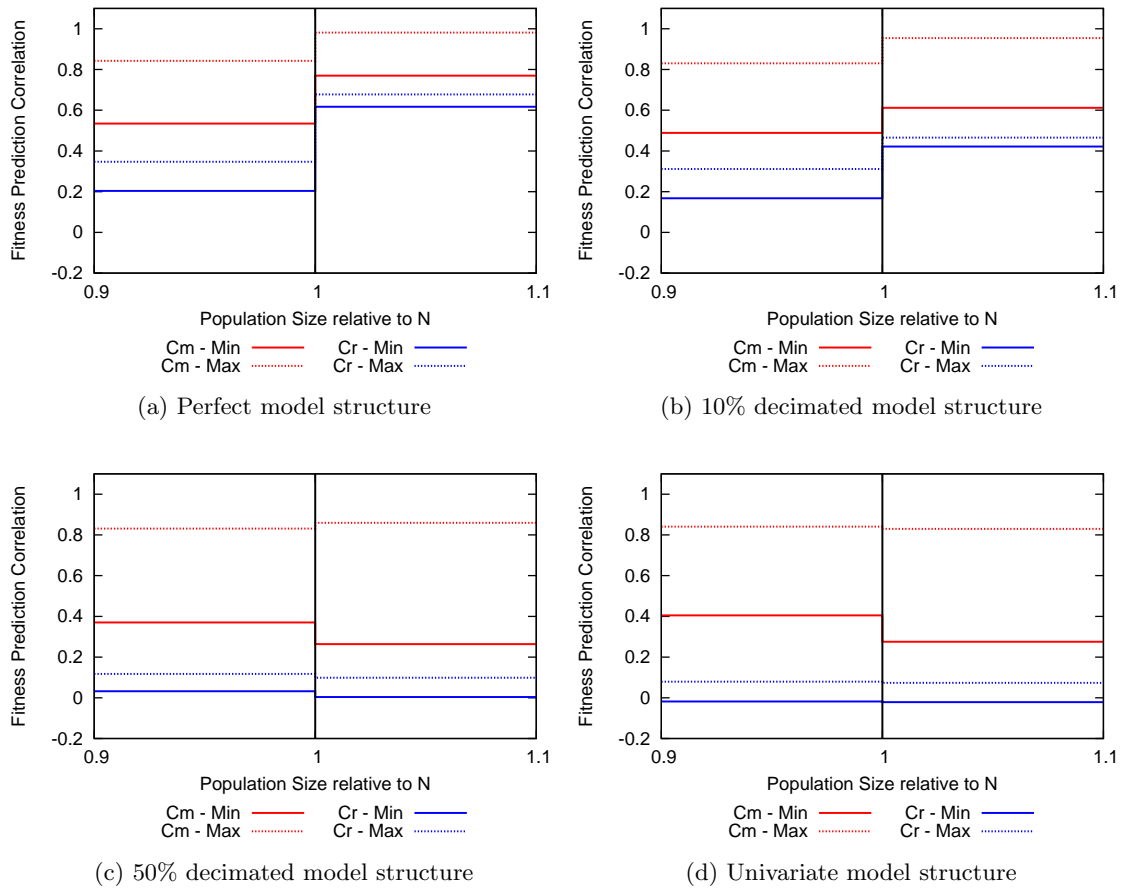 Fitness Prediction Correlation
1
0.8
0.6
0.4
0.2
0
-0.2
0.9
1
1.1
Population Size relative to N
Cm - Min
Cr - Min
Cm - Max
Cr - Max
(a) Perfect model structure
Fitness Prediction Correlation
1
0.8
0.6
0.4
0.2
0
-0.2
0.9
1
1.1
Population Size relative to N
Cm - Min
Cr - Min
Cm - Max
Cr - Max
(b) 10% decimated model structure
Fitness Prediction Correlation
1
0.8
0.6
0.4
0.2
0
-0.2
0.9
1
1.1
Population Size relative to N
Cm - Min
Cr - Min
Cm - Max
Cr - Max
(c) 50% decimated model structure
Fitness Prediction Correlation
1
0.8
0.6
0.4
0.2
0
-0.2
0.9
1
1.1
Population Size relative to N
Cm - Min
Cr - Min
Cm - Max
Cr - Max
(d) Univariate model structure